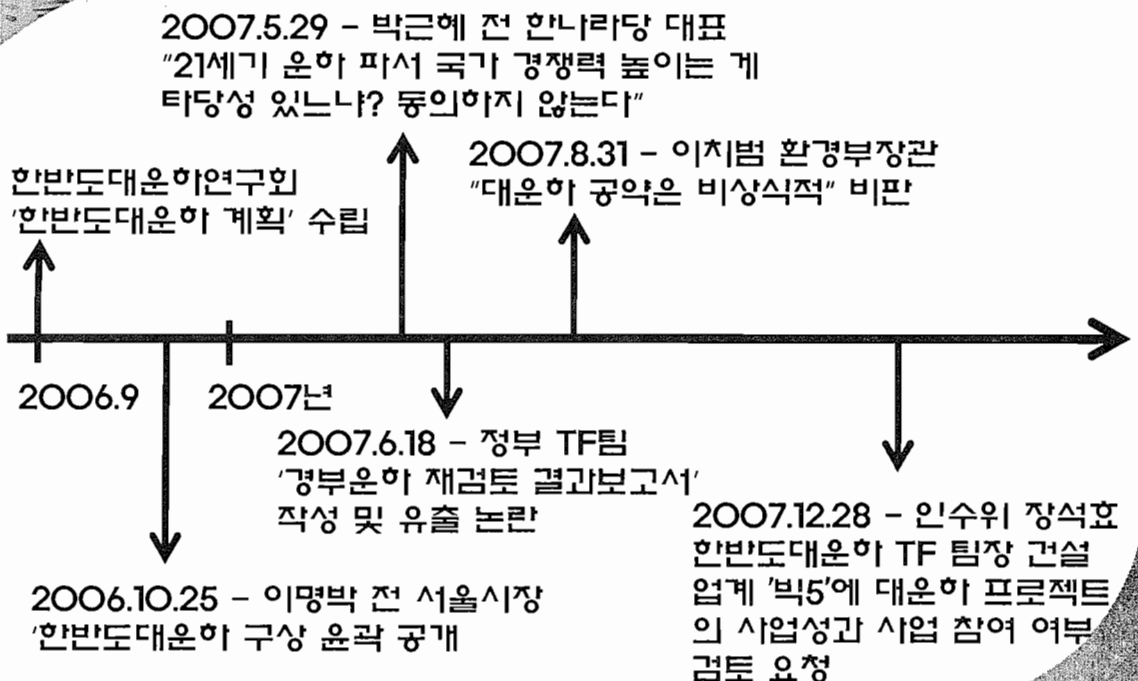 2007.5.29 - 박근혜 전 한나라당 대표
"21세기 운하 파서 국가 경쟁력 높이는 게
타당성 있느냐? 동의하지 않는다"
2007.8.31 - 이치범 환경부장관
"대운하 공약은 비상식적" 비판
한반도대운하연구회
'한반도대운하 계획' 수립
2006.9
2007년
2007.6.18 - 정부 TF팀
'경부운하 재검토 결과보고서'
작성 및 유출 논란
2006.10.25 - 이명박 전 서울시장
'한반도대운하 구상 윤곽 공개
2007.12.28 - 인수위 장석효
한반도대운하 TF 팀장 건설
업계 '빅5'에 대운하 프로젝트
의 사업성과 사업 참여 여부
검토 요청